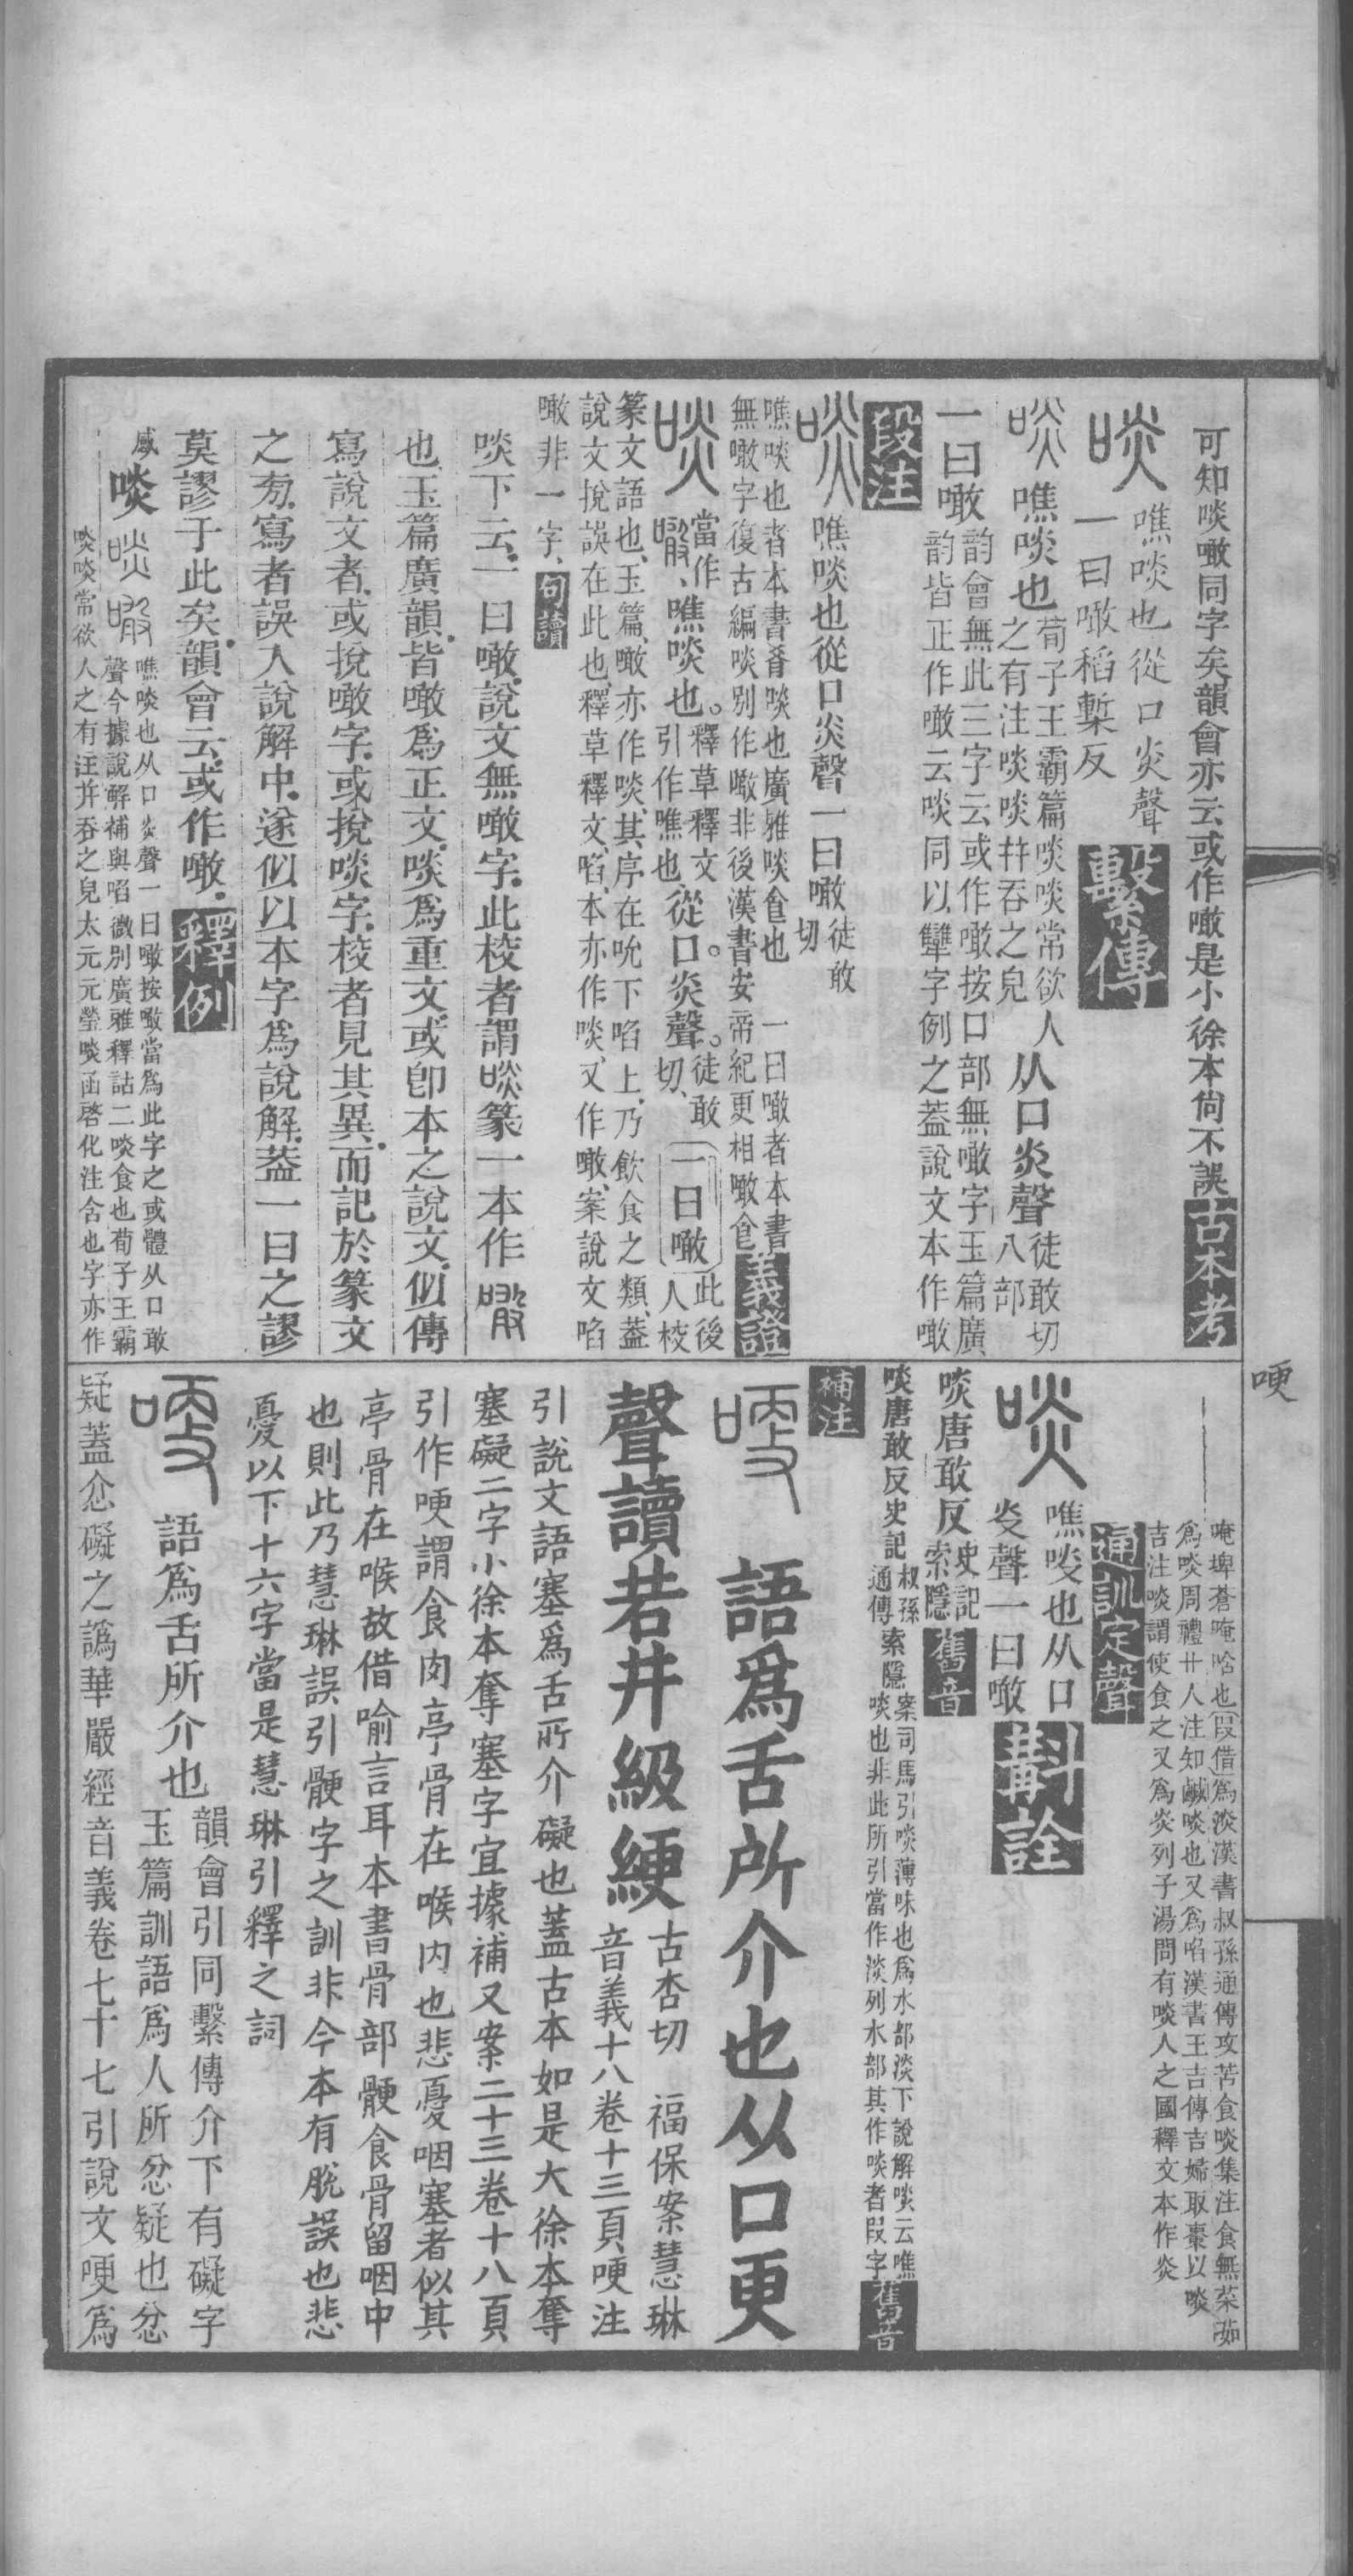 可知啖噉同字矣韻會亦云或作噉是小徐本尙不誤古本考
啖
噍啖也從口炎聲
一曰噉稻槧反
繫傳
啖噍啖也
荀子王霸篇啖啖常欲人
之有注啖啖幷吞之皃
从口炎聲
徒敢切
八部
一曰噉
韵會無此三字云或作噉按口部無噉字玉篇廣
韵皆正作噉云啖同以㹂字例之葢說文本作噉
段注
啖噍啖也從口炎聲一曰噉
徒敢
切
噍啖也者本書䐊啖也廣雅啖食也 一曰噉者本書
無噉字復古編啖别作噉非後漢書安帝紀更相噉食
義證
啖
當作
噉、
噍啖也。
釋草釋文
引作噍也
從口炎聲。
徒敢
切、
一曰噉
此後
人校
篆文語也、玉篇、噉亦作啖、其序在吮下啗上、乃飲食之類、葢
說文挩誤在此也、釋草釋文、啗、本亦作啖、又作噉、案說文啗
噉非一字、句讀
啖下云、一曰噉、說文無噉字、此校者謂啖篆一本作噉
也、玉篇廣韻、皆噉爲正文、啖爲重文、或卽本之說文、似傳
寫說文者、或挩噉字、或挩啖字、校者見其異、而記於篆文
之㫄、寫者誤入說解中、遂似以本字爲說解、葢一曰之謬
莫謬于此矣、韻會云、或作噉、釋例
啖啖噉
噍啖也从口炎聲一曰噉按噉當爲此字之或體从口敢
聲今據說解補與啗微別廣雅釋詁二啖食也荀子王霸
啖啖常欲人之有注幷吞之皃太元元瑩啖函啓化注含也字亦作
哽
唵埤蒼唵啥也叚借爲淡漢書叔孫通傳攻苦食啖集注食無菜茹
爲啖周禮廾人注知鹹啖也又爲啗漢書王吉傳吉婦取棗以啖
吉注啖謂使食之又爲炎列子湯問有啖人之國釋文本作炎
通訓定聲
啖
噍啖也从口
炎聲一曰噉
斠詮
啖唐敢反
史記
索隱
舊音
啖唐敢反史記
叔孫
通傳
索隱
案司馬引啖薄味也爲水部淡下說解啖云噍
啖也非此所引當作淡列水部其作啖者叚字
舊音
補注
哽語爲舌所介也从口更
聲讀若井級綆
古杏切 福保案慧琳
音義十八卷十三頁哽注
引說文語塞爲舌所介礙也蓋古本如是大徐本奪
塞礙二字小徐本奪塞字宜據補又案二十三卷十八頁
引作哽謂食肉亭骨在喉内也悲憂咽塞者似其
亭骨在喉故借喻言耳本書骨部骾食骨留咽中
也則此乃慧琳誤引骾字之訓非今本有脫誤也悲
憂以下十六字當是慧琳引釋之詞
哽語爲舌所介也
韻會引同繫傳介下有礙字
玉篇訓語爲人所忿疑也忿
疑蓋㤅礙之譌華嚴經音義卷七十七引說文哽爲